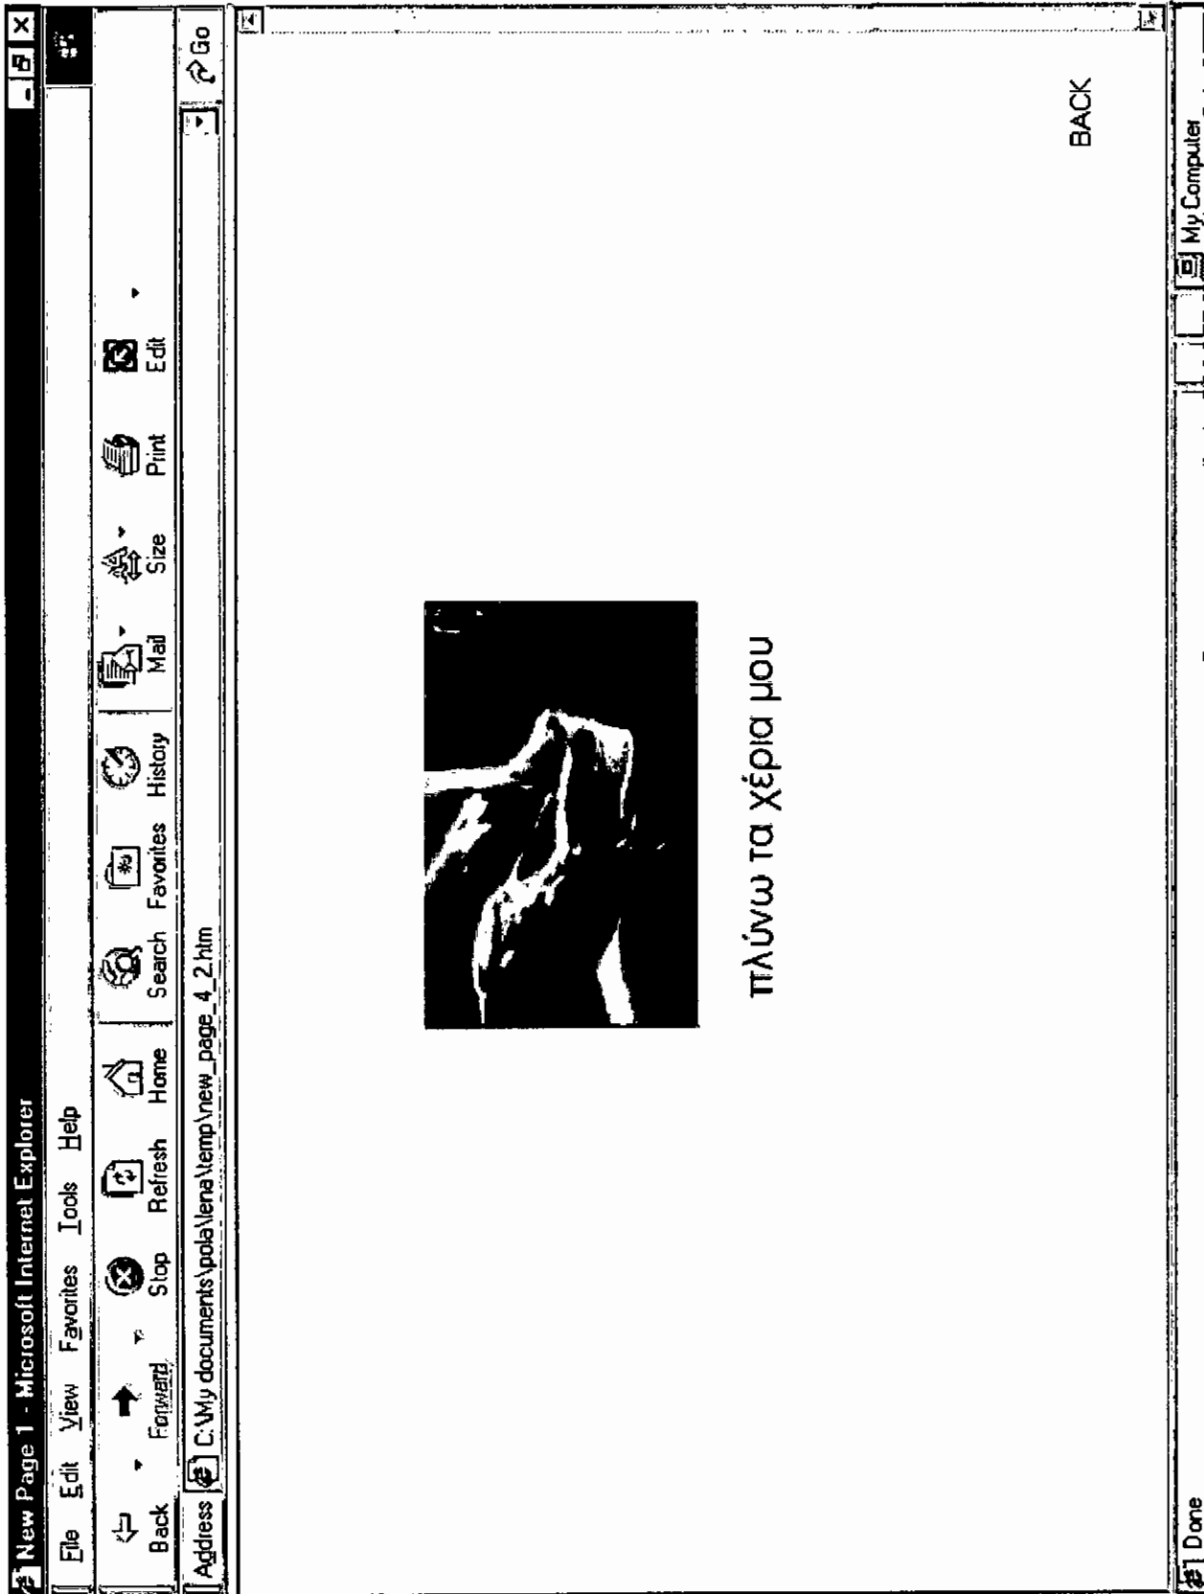 New Page 1 - Microsoft Internet Explorer
File Edit View Favorites Tools Help
Back Forward Stop Refresh Home Search Favorites History Mail Size Print Edit
Address C:\My documents\pola\lena\temp\new_page_4_2.htm Go
πλύνω τα χέρια μου
BACK
Done My Computer